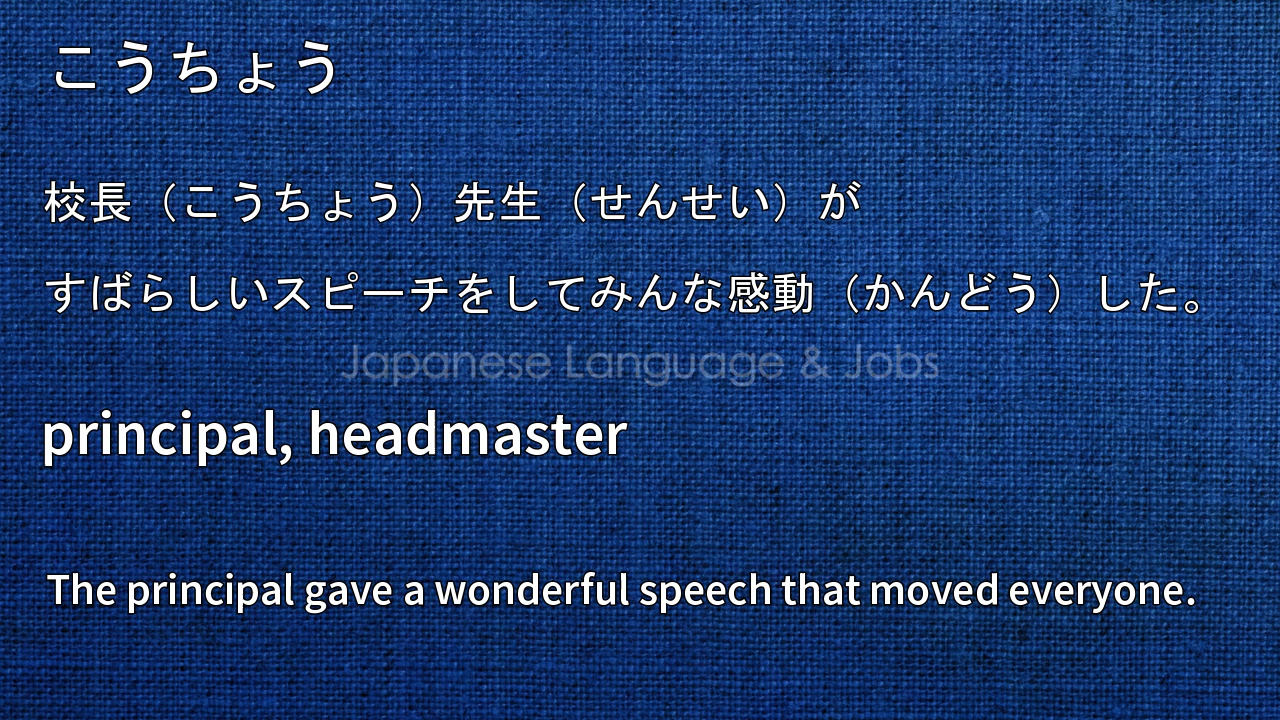 こうちょう
校長（こうちょう）先生（せんせい）が
すばらしいスピーチをしてみんな感動（かんどう）した。
Japanese Language & Jobs
principal, headmaster
The principal gave a wonderful speech that moved everyone.